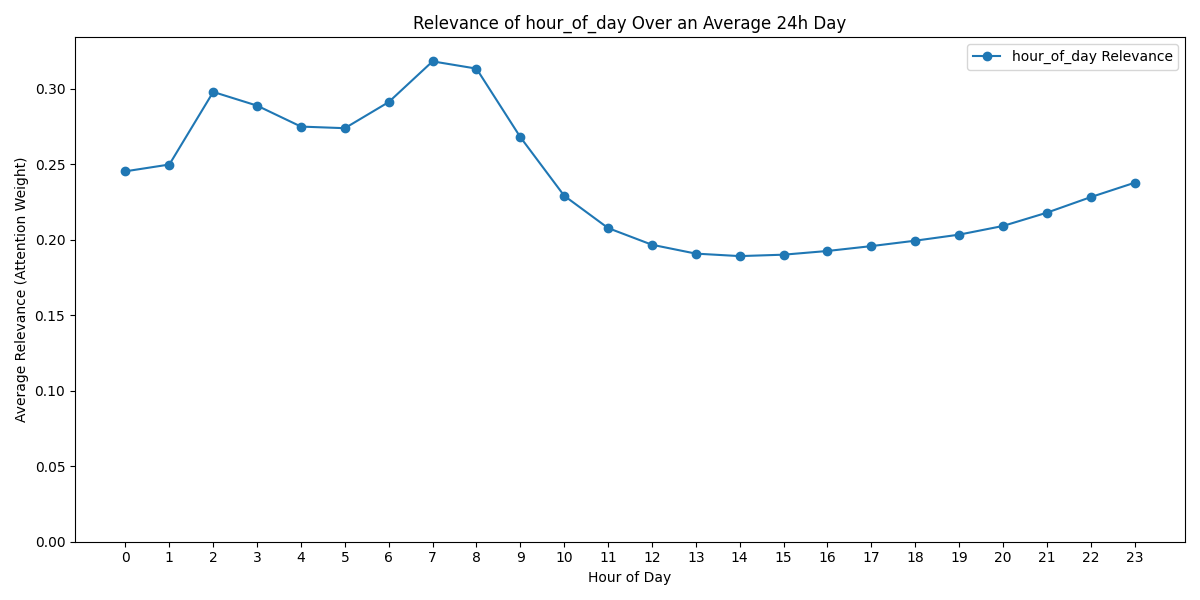 Relevance of hour_of_day Over an Average 24h Day
hour_of_day Relevance
Average Relevance (Attention Weight)
0.30
0.25
0.20
0.15
0.10
0.05
0.00
0 1 2 3 4 5 6 7 8 9 10 11 12 13 14 15 16 17 18 19 20 21 22 23
Hour of Day